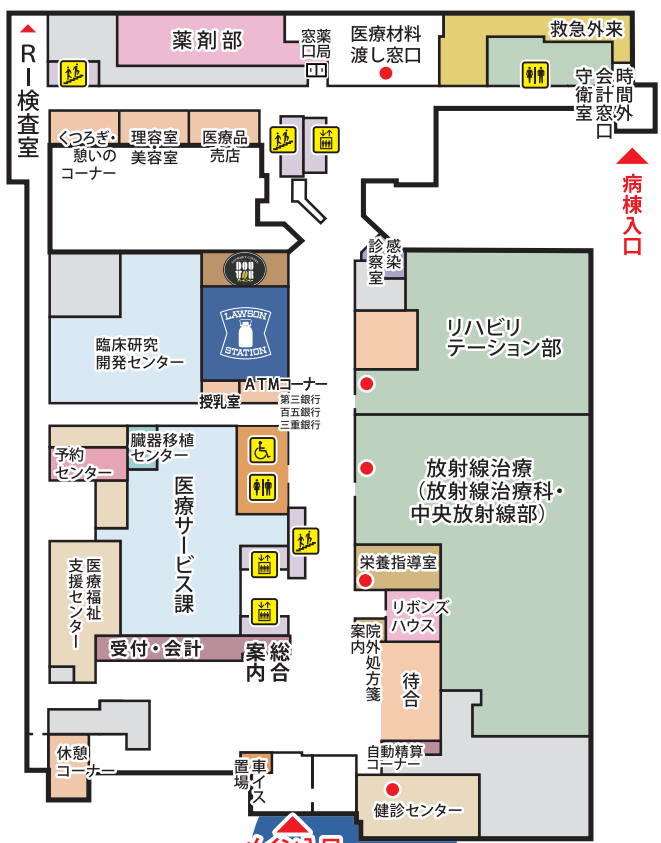 薬剤部
薬局
窓口
医療材料
渡し窓口
救急外来
時間外
会計窓口
守衛室
病棟入口
RI検査室
くつろぎ・
憩いの
コーナー
理容室
美容室
医療品
売店
感染
診察室
リハビリ
テーション部
臨床研究
開発センター
LAWSON
STATION
授乳室
ATMコーナー
第三銀行
百五銀行
三重銀行
予約
センター
臓器移植
センター
医療サービス課
放射線治療
(放射線治療科・
中央放射線部)
医療福祉
支援センター
栄養指導室
リボンズ
ハウス
院外処方箋
案内
受付・会計
総合
案内
待合
自動精算
コーナー
休憩
コーナー
車イス
置場
健診センター
メイン入口